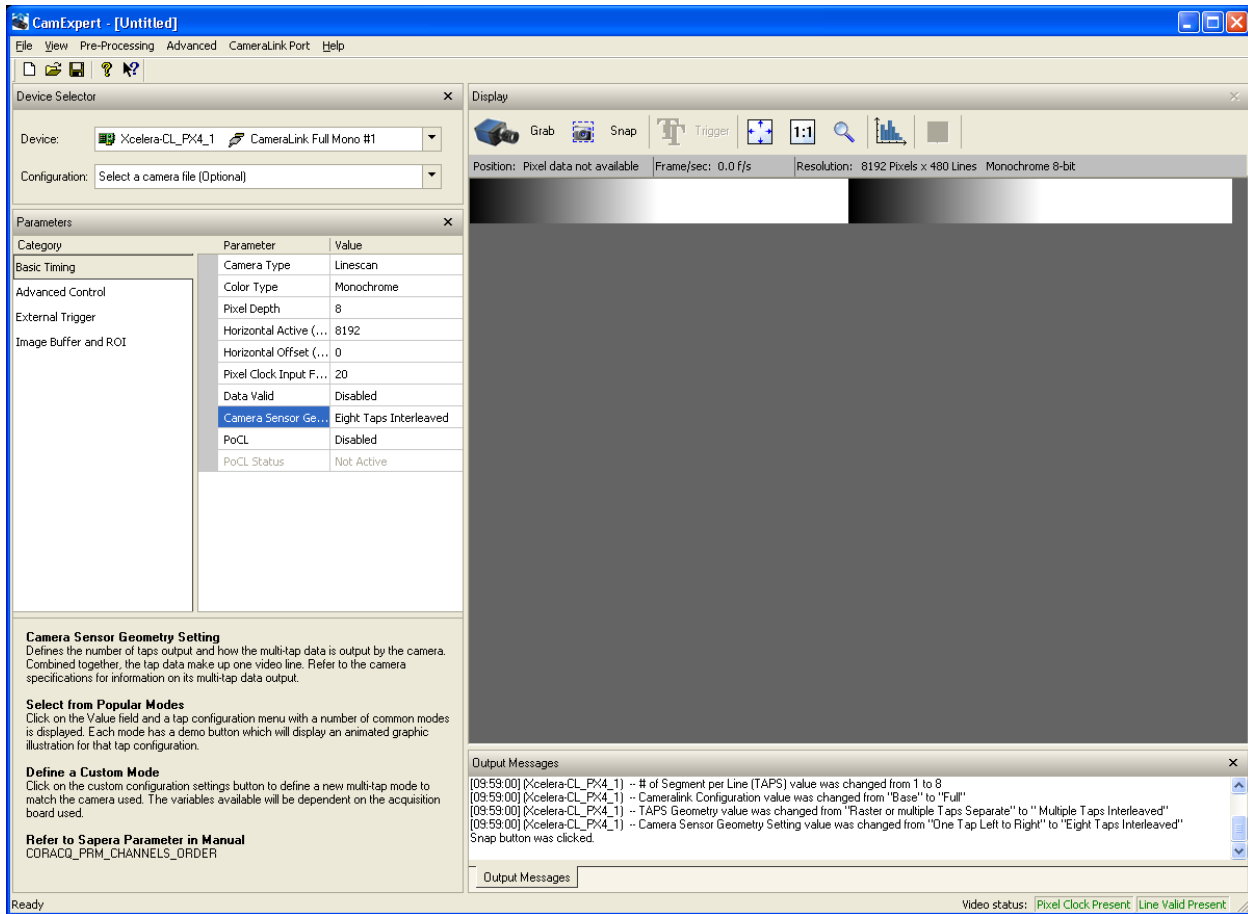 CamExpert - [Untitled]
File View Pre-Processing Advanced CameraLink Port Help
Device Selector
Device: Xcelera-CL_PX4_1 CameraLink Full Mono #1
Configuration: Select a camera file (Optional)
Parameters
Category
Basic Timing
Advanced Control
External Trigger
Image Buffer and ROI
Parameter Value
Camera Type Linescan
Color Type Monochrome
Pixel Depth 8
Horizontal Active (... 8192
Horizontal Offset (... 0
Pixel Clock Input F... 20
Data Valid Disabled
Camera Sensor Ge... Eight Taps Interleaved
PoCL Disabled
PoCL Status Not Active
Camera Sensor Geometry Setting
Defines the number of taps output and how the multi-tap data is output by the camera.
Combined together, the tap data make up one video line. Refer to the camera
specifications for information on its multi-tap data output.
Select from Popular Modes
Click on the Value field and a tap configuration menu with a number of common modes
is displayed. Each mode has a demo button which will display an animated graphic
illustration for that tap configuration.
Define a Custom Mode
Click on the custom configuration settings button to define a new multi-tap mode to
match the camera used. The variables available will be dependent on the acquisition
board used.
Refer to Sapera Parameter in Manual
CORACQ_PRM_CHANNELS_ORDER
Display
Grab Snap Trigger 1:1
Position: Pixel data not available Frame/sec: 0.0 f/s Resolution: 8192 Pixels x 480 Lines Monochrome 8-bit
Output Messages
[09:59:00] (Xcelera-CL_PX4_1) -- # of Segment per Line (TAPS) value was changed from 1 to 8
[09:59:00] (Xcelera-CL_PX4_1) -- Cameralink Configuration value was changed from "Base" to "Full"
[09:59:00] (Xcelera-CL_PX4_1) -- TAPS Geometry value was changed from "Raster or multiple Taps Separate" to " Multiple Taps Interleaved"
[09:59:00] (Xcelera-CL_PX4_1) -- Camera Sensor Geometry Setting value was changed from "One Tap Left to Right" to "Eight Taps Interleaved"
Snap button was clicked.
Output Messages
Ready
Video status: Pixel Clock Present Line Valid Present